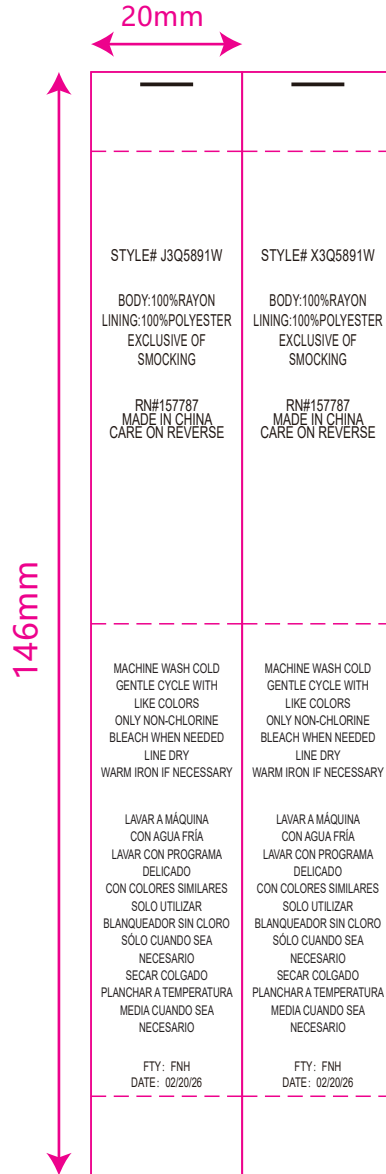 20mm
146mm
STYLE# J3Q5891W
BODY:100%RAYON
LINING:100%POLYESTER
EXCLUSIVE OF
SMOCKING
RN#157787
MADE IN CHINA
CARE ON REVERSE
MACHINE WASH COLD
GENTLE CYCLE WITH
LIKE COLORS
ONLY NON-CHLORINE
BLEACH WHEN NEEDED
LINE DRY
WARM IRON IF NECESSARY
LAVAR A MÁQUINA
CON AGUA FRÍA
LAVAR CON PROGRAMA
DELICADO
CON COLORES SIMILARES
SOLO UTILIZAR
BLANQUEADOR SIN CLORO
SÓLO CUANDO SEA
NECESARIO
SECAR COLGADO
PLANCHAR A TEMPERATURA
MEDIA CUANDO SEA
NECESARIO
FTY: FNH
DATE: 02/20/26
STYLE# X3Q5891W
BODY:100%RAYON
LINING:100%POLYESTER
EXCLUSIVE OF
SMOCKING
RN#157787
MADE IN CHINA
CARE ON REVERSE
MACHINE WASH COLD
GENTLE CYCLE WITH
LIKE COLORS
ONLY NON-CHLORINE
BLEACH WHEN NEEDED
LINE DRY
WARM IRON IF NECESSARY
LAVAR A MÁQUINA
CON AGUA FRÍA
LAVAR CON PROGRAMA
DELICADO
CON COLORES SIMILARES
SOLO UTILIZAR
BLANQUEADOR SIN CLORO
SÓLO CUANDO SEA
NECESARIO
SECAR COLGADO
PLANCHAR A TEMPERATURA
MEDIA CUANDO SEA
NECESARIO
FTY: FNH
DATE: 02/20/26